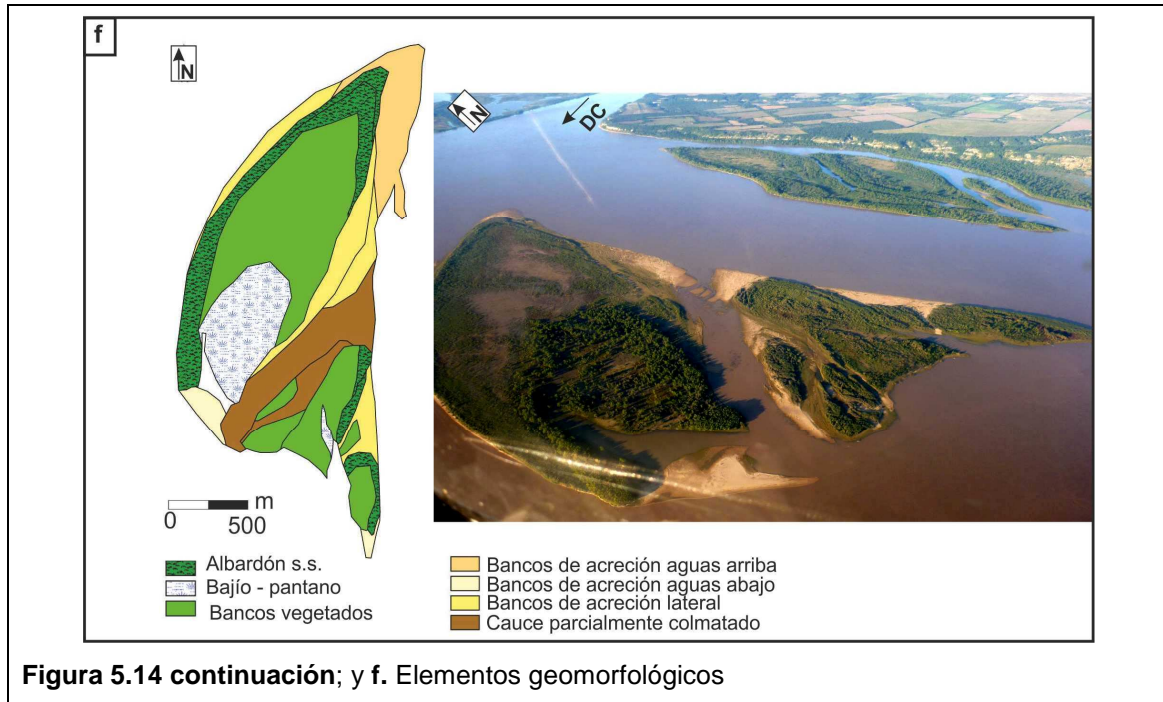 f
N
N
DC
m
0 500
Albardón s.s.
Bajío - pantano
Bancos vegetados
Bancos de acreción aguas arriba
Bancos de acreción aguas abajo
Bancos de acreción lateral
Cauce parcialmente colmatado
Figura 5.14 continuación; y f. Elementos geomorfológicos